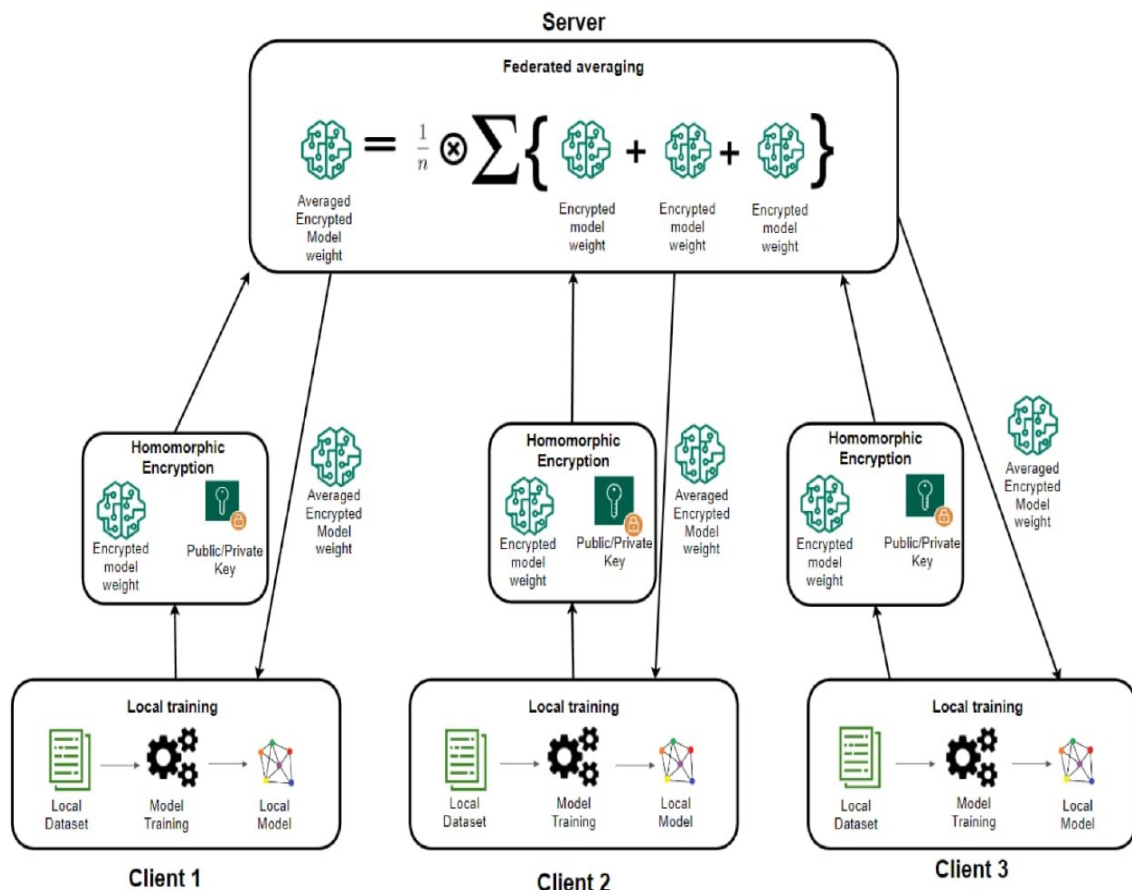 Server
Federated averaging
= 1/n ⊗ ∑ { + + }
Averaged
Encrypted
Model
weight
Encrypted
model
weight
Encrypted
model
weight
Encrypted
model
weight
Homomorphic
Encryption
Encrypted
model
weight
Public/Private
Key
Averaged
Encrypted
Model
weight
Homomorphic
Encryption
Encrypted
model
weight
Public/Private
Key
Averaged
Encrypted
Model
weight
Homomorphic
Encryption
Encrypted
model
weight
Public/Private
Key
Averaged
Encrypted
Model
weight
Local training
Local
Dataset
Model
Training
Local
Model
Client 1
Local training
Local
Dataset
Model
Training
Local
Model
Client 2
Local training
Local
Dataset
Model
Training
Local
Model
Client 3